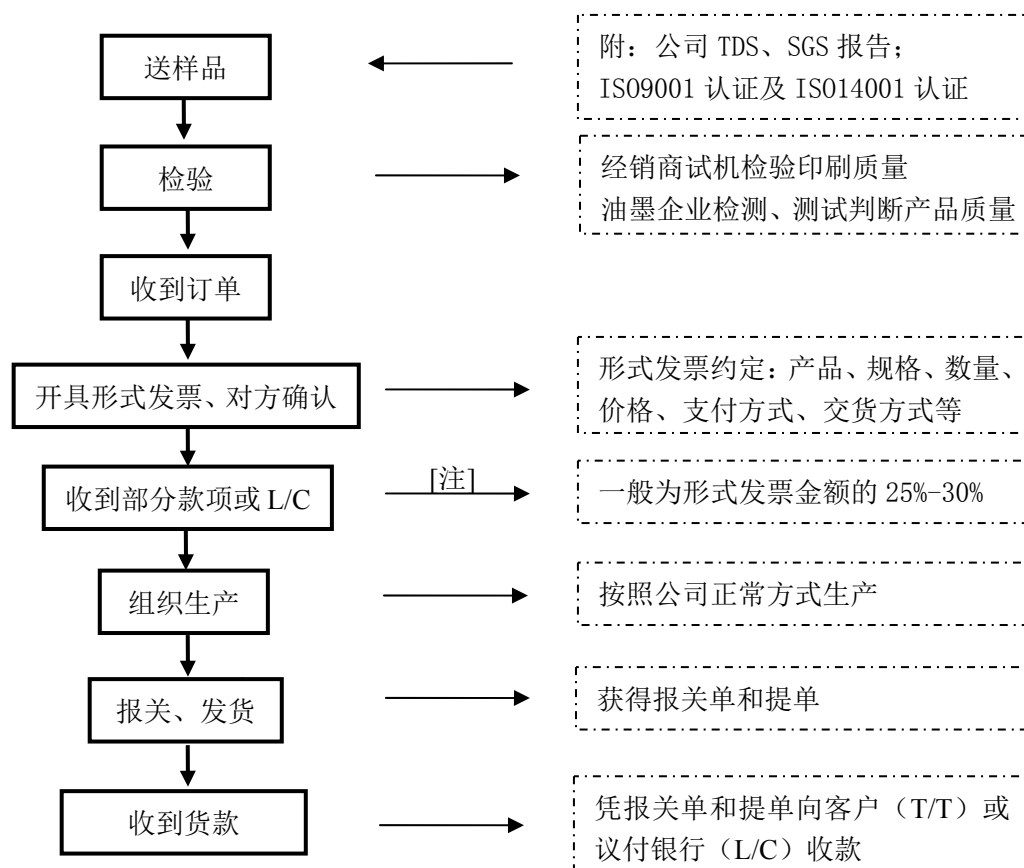 送样品
附：公司 TDS、SGS 报告；
ISO9001 认证及 ISO14001 认证
检验
经销商试机检验印刷质量
油墨企业检测、测试判断产品质量
收到订单
开具形式发票、对方确认
形式发票约定：产品、规格、数量、
价格、支付方式、交货方式等
收到部分款项或 L/C
[注]
一般为形式发票金额的 25%-30%
组织生产
按照公司正常方式生产
报关、发货
获得报关单和提单
收到货款
凭报关单和提单向客户（T/T）或
议付银行（L/C）收款